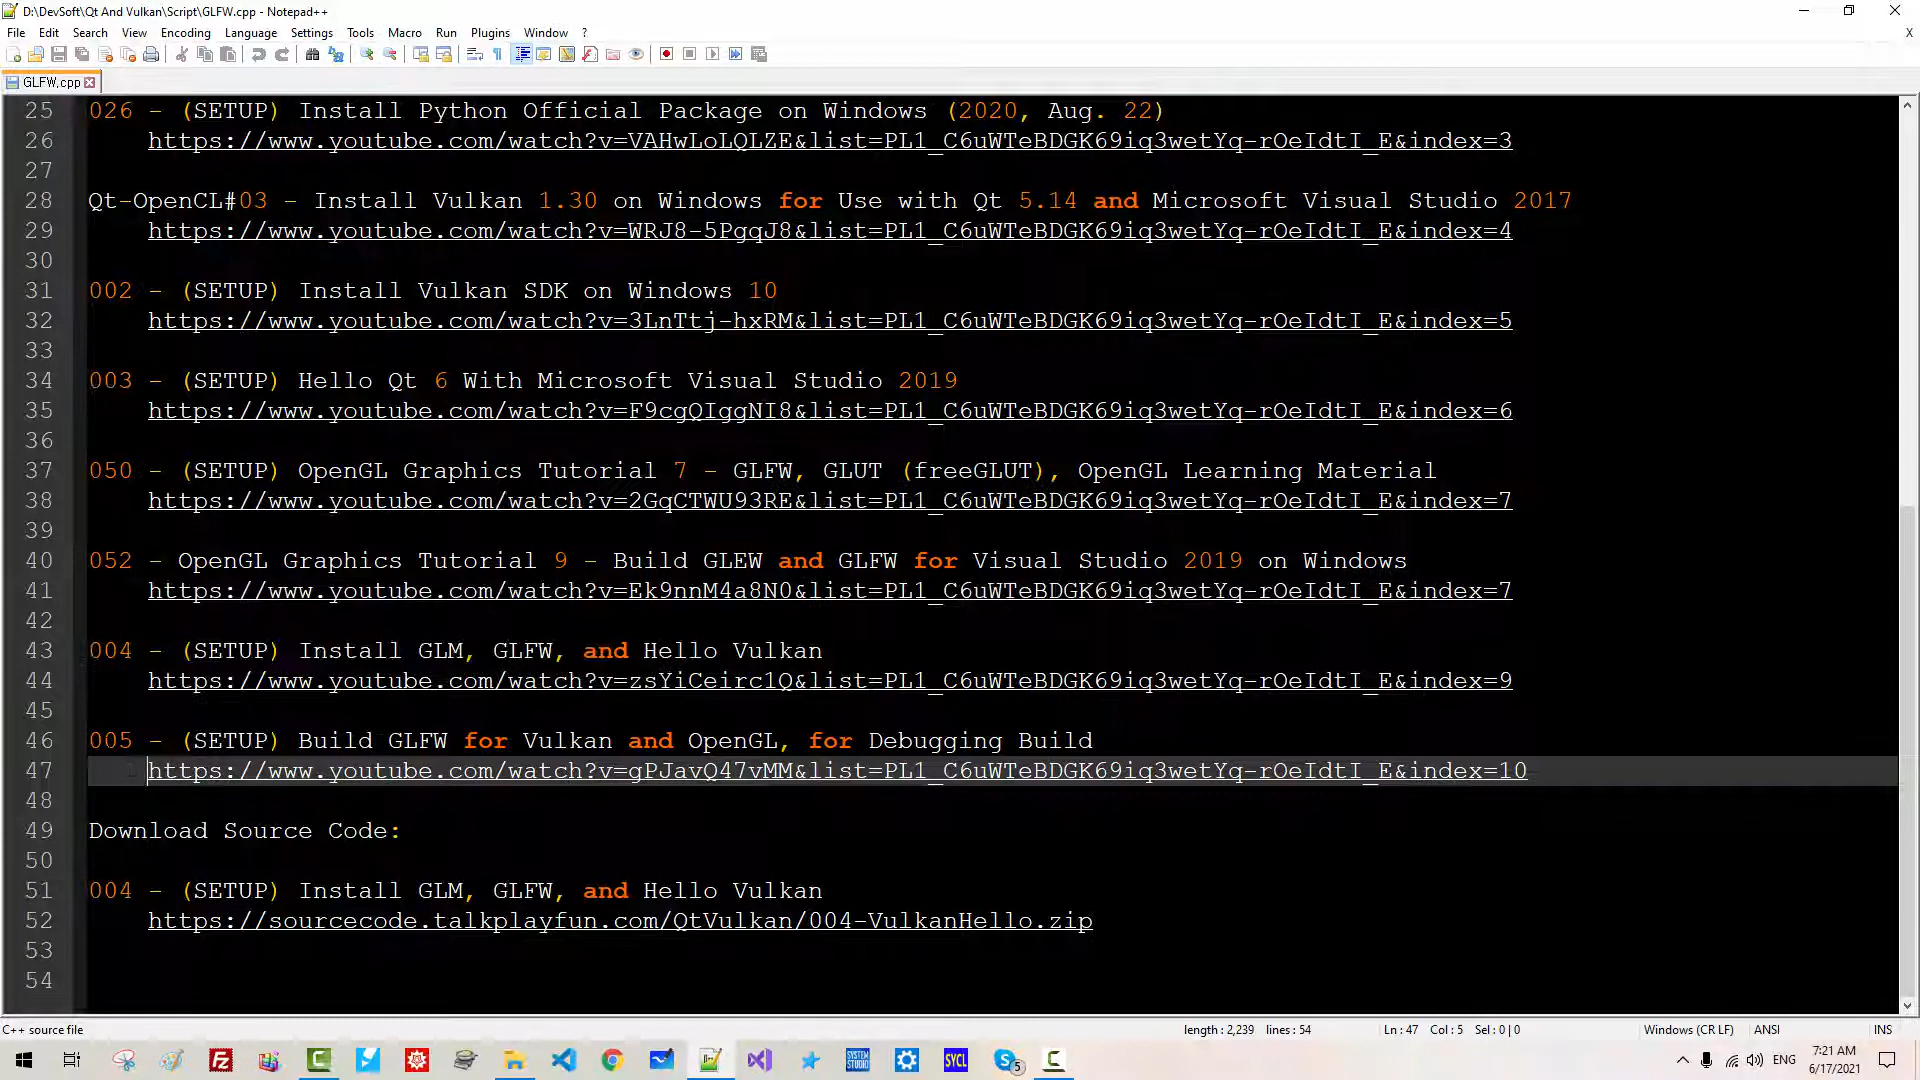 D:\DevSoft\Qt And Vulkan\Script\GLFW.cpp - Notepad++
File Edit Search View Encoding Language Settings Tools Macro Run Plugins Window ? X
GLFW.cpp
25 026 - (SETUP) Install Python Official Package on Windows (2020, Aug. 22)
26 https://www.youtube.com/watch?v=VAHwLoLQLZE&list=PL1_C6uWTeBDGK69iq3wetYq-rOeIdtI_E&index=3
27
28 Qt-OpenCL#03 - Install Vulkan 1.30 on Windows for Use with Qt 5.14 and Microsoft Visual Studio 2017
29 https://www.youtube.com/watch?v=WRJ8-5PgqJ8&list=PL1_C6uWTeBDGK69iq3wetYq-rOeIdtI_E&index=4
30
31 002 - (SETUP) Install Vulkan SDK on Windows 10
32 https://www.youtube.com/watch?v=3LnTtj-hxRM&list=PL1_C6uWTeBDGK69iq3wetYq-rOeIdtI_E&index=5
33
34 003 - (SETUP) Hello Qt 6 With Microsoft Visual Studio 2019
35 https://www.youtube.com/watch?v=F9cgQIggNI8&list=PL1_C6uWTeBDGK69iq3wetYq-rOeIdtI_E&index=6
36
37 050 - (SETUP) OpenGL Graphics Tutorial 7 - GLFW, GLUT (freeGLUT), OpenGL Learning Material
38 https://www.youtube.com/watch?v=2GqCTWU93RE&list=PL1_C6uWTeBDGK69iq3wetYq-rOeIdtI_E&index=7
39
40 052 - OpenGL Graphics Tutorial 9 - Build GLEW and GLFW for Visual Studio 2019 on Windows
41 https://www.youtube.com/watch?v=Ek9nnM4a8N0&list=PL1_C6uWTeBDGK69iq3wetYq-rOeIdtI_E&index=7
42
43 004 - (SETUP) Install GLM, GLFW, and Hello Vulkan
44 https://www.youtube.com/watch?v=zsYiCeirc1Q&list=PL1_C6uWTeBDGK69iq3wetYq-rOeIdtI_E&index=9
45
46 005 - (SETUP) Build GLFW for Vulkan and OpenGL, for Debugging Build
47 https://www.youtube.com/watch?v=gPJavQ47vMM&list=PL1_C6uWTeBDGK69iq3wetYq-rOeIdtI_E&index=10
48
49 Download Source Code:
50
51 004 - (SETUP) Install GLM, GLFW, and Hello Vulkan
52 https://sourcecode.talkplayfun.com/QtVulkan/004-VulkanHello.zip
53
54
C++ source file length : 2,239 lines : 54 Ln : 47 Col : 5 Sel : 0 | 0 Windows (CR LF) ANSI INS
SYSTEM STUDIO SYCL 5 ENG 7:21 AM
6/17/2021